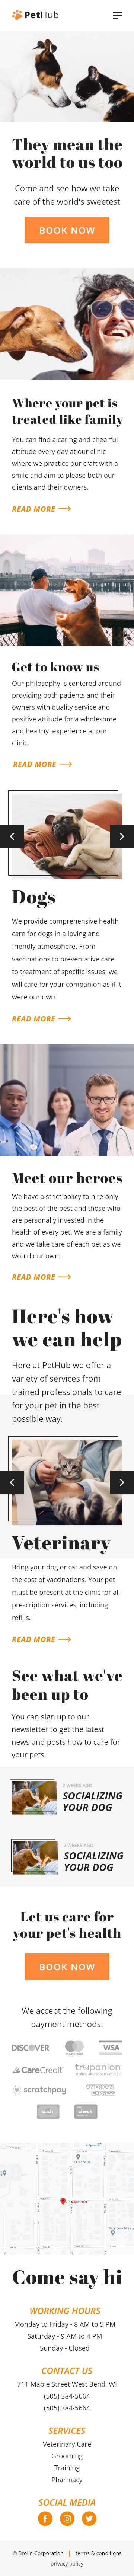 PetHub
They mean the
world to us too
Come and see how we take
care of the world's sweetest
BOOK NOW
Where your pet is
treated like family
You can find a caring and cheerful
attitude every day at our clinic
where we practice our craft with a
smile and aim to please both our
clients and their owners.
READ MORE
Get to know us
Our philosophy is centered around
providing both patients and their
owners with quality service and
positive attitude for a wholesome
and healthy experience at our
clinic.
READ MORE
Dogs
We provide comprehensive health
care for dogs in a loving and
friendly atmosphere. From
vaccinations to preventative care
to treatment of specific issues, we
will care for your companion as if it
were our own.
READ MORE
Meet our heroes
We have a strict policy to hire only
the best of the best and those who
are personally invested in the
health of every pet. We are a family
and we take care of each pet as we
would our own.
READ MORE
Here's how
we can help
Here at PetHub we offer a
variety of services from
trained professionals to care
for your pet in the best
possible way.
Veterinary
Bring your dog or cat and save on
the cost of vaccinations. Your pet
must be present at the clinic for all
prescription services, including
refills.
READ MORE
See what we've
been up to
You can sign up to our
newsletter to get the latest
news and posts how to care for
your pets.
2 WEEKS AGO
SOCIALIZING
YOUR DOG
2 WEEKS AGO
SOCIALIZING
YOUR DOG
Let us care for
your pet's health
BOOK NOW
We accept the following
payment methods:
DISCOVER
mastercard
VISA
CareCredit
trupanion
scratchpay
AMERICAN
EXPRESS
cash
check
Come say hi
WORKING HOURS
Monday to Friday - 8 AM to 5 PM
Saturday - 9 AM to 4 PM
Sunday - Closed
CONTACT US
711 Maple Street West Bend, WI
(505) 384-5664
(505) 384-5664
SERVICES
Veterinary Care
Grooming
Training
Pharmacy
SOCIAL MEDIA
© Brolin Corporation | terms & conditions
privacy policy